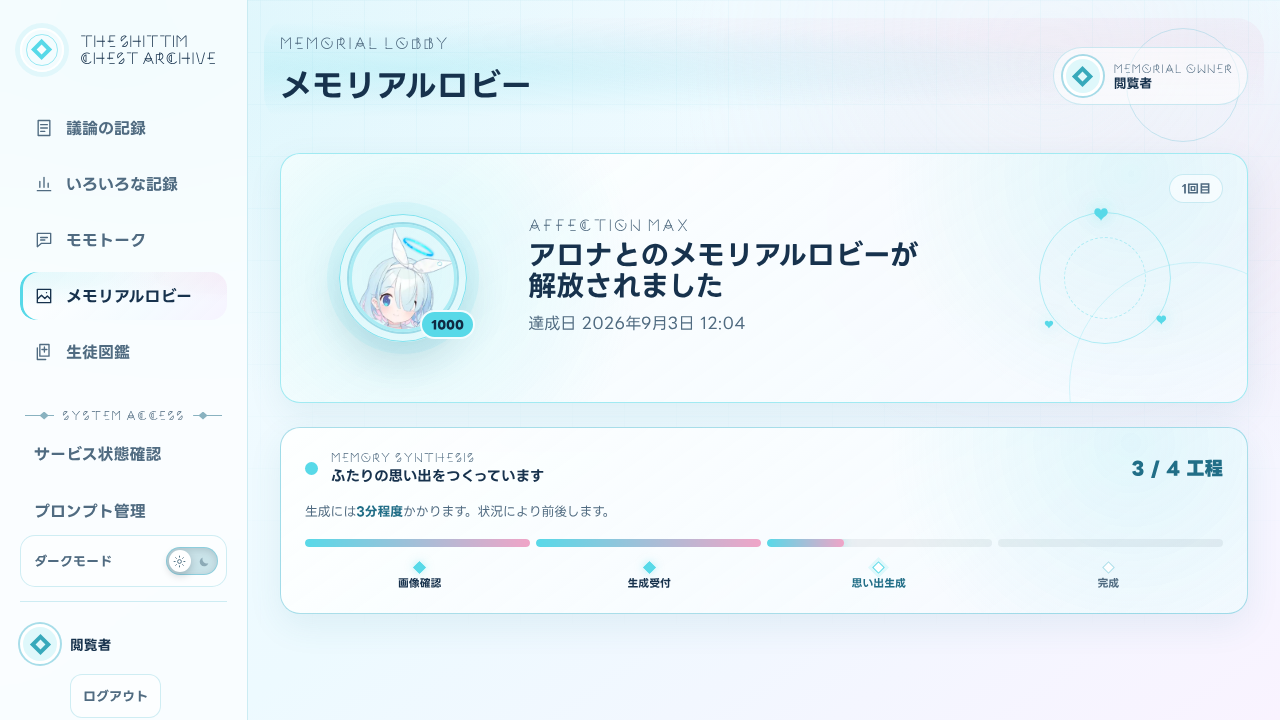 THE SHITTIM
CHEST ARCHIVE
議論の記録
いろいろな記録
モモトーク
メモリアルロビー
生徒図鑑
SYSTEM ACCESS
サービス状態確認
プロンプト管理
ダークモード
閲覧者
ログアウト
MEMORIAL LOBBY
メモリアルロビー
MEMORIAL OWNER
閲覧者
1回目
1000
AFFECTION MAX
アロナとのメモリアルロビーが
解放されました
達成日 2026年9月3日 12:04
MEMORY SYNTHESIS
ふたりの思い出をつくっています
3 / 4 工程
生成には3分程度かかります。状況により前後します。
画像確認
生成受付
思い出生成
完成